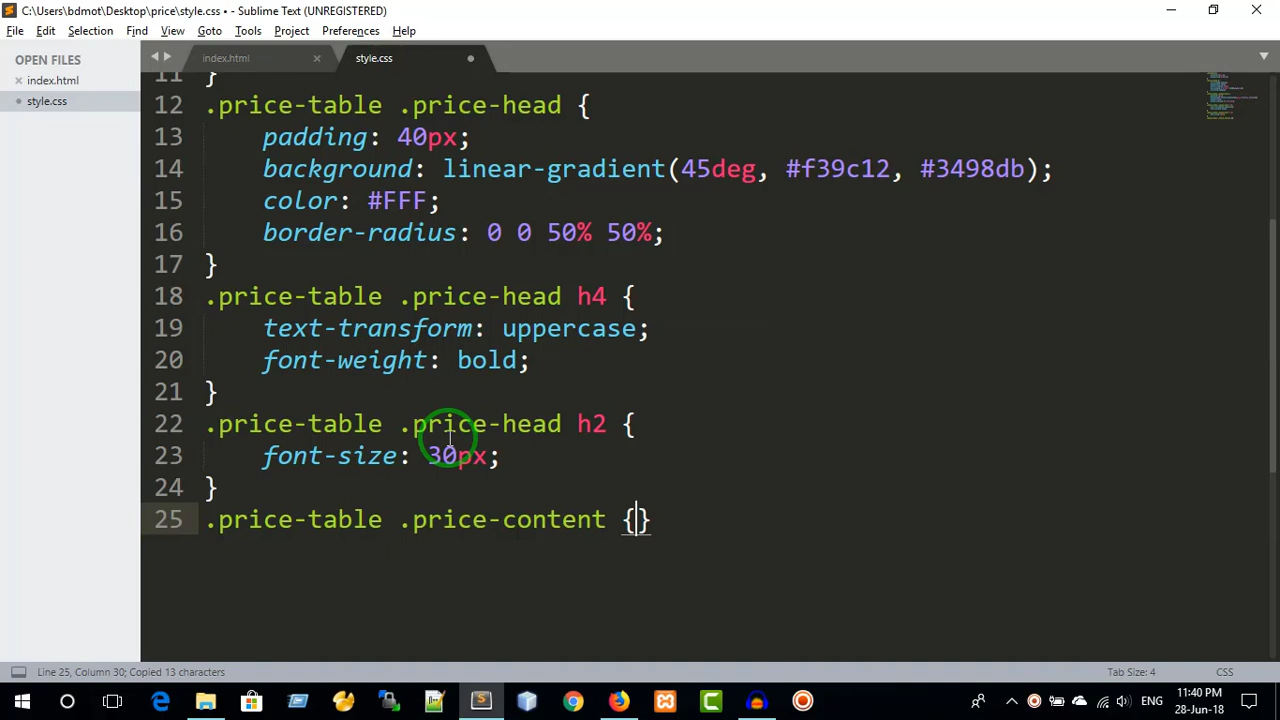 C:\Users\bdmot\Desktop\price\style.css • - Sublime Text (UNREGISTERED)
File Edit Selection Find View Goto Tools Project Preferences Help
OPEN FILES
index.html
style.css
index.html
style.css
11 }
12 .price-table .price-head {
13 padding: 40px;
14 background: linear-gradient(45deg, #f39c12, #3498db);
15 color: #FFF;
16 border-radius: 0 0 50% 50%;
17 }
18 .price-table .price-head h4 {
19 text-transform: uppercase;
20 font-weight: bold;
21 }
22 .price-table .price-head h2 {
23 font-size: 30px;
24 }
25 .price-table .price-content {}
Line 25, Column 30; Copied 13 characters
Tab Size: 4
CSS
ENG
11:40 PM
28-Jun-18